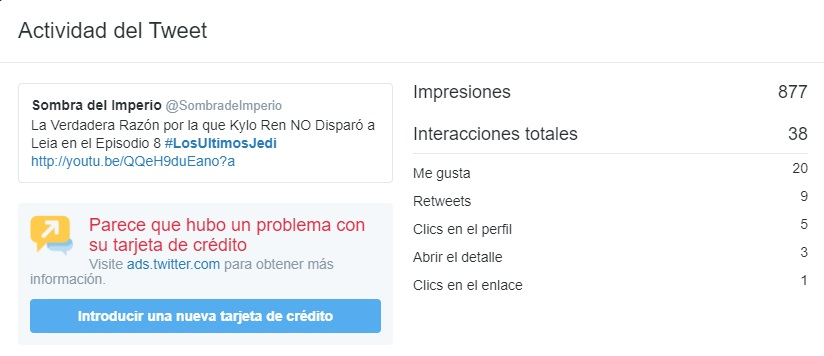 Actividad del Tweet
Sombra del Imperio @SombradeImperio
La Verdadera Razón por la que Kylo Ren NO Disparó a
Leia en el Episodio 8 #LosUltimosJedi
http://youtu.be/QQeH9duEano?a
Parece que hubo un problema con
su tarjeta de crédito
Visite ads.twitter.com para obtener más
información.
Introducir una nueva tarjeta de crédito
Impresiones 877
Interacciones totales 38
Me gusta 20
Retweets 9
Clics en el perfil 5
Abrir el detalle 3
Clics en el enlace 1